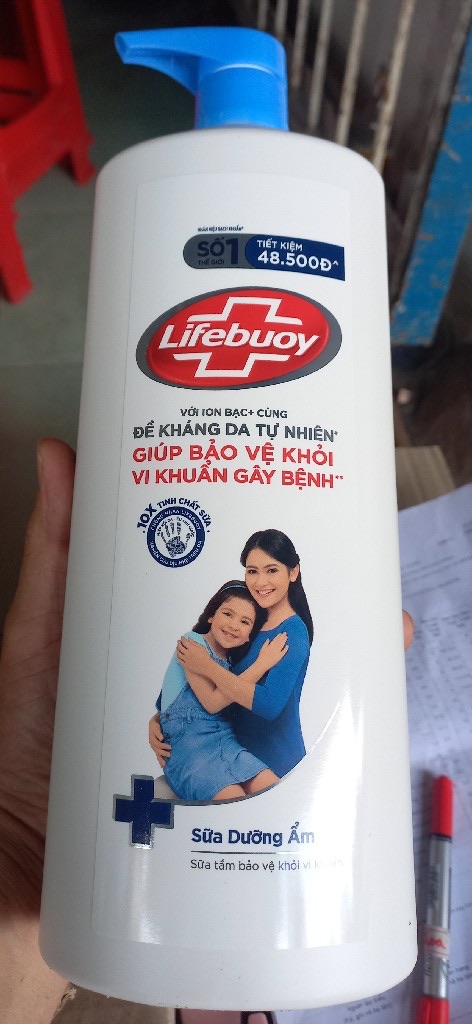 SỐ 1
THẾ GIỚI
TIẾT KIỆM
48.500Đ^
Lifebuoy
VỚI ION BẠC+ CÙNG
ĐỀ KHÁNG DA TỰ NHIÊN*
GIÚP BẢO VỆ KHỎI
VI KHUẨN GÂY BỆNH**
10X TINH CHẤT SỮA
Sữa Dưỡng Ẩm
Sữa tắm bảo vệ khỏi vi